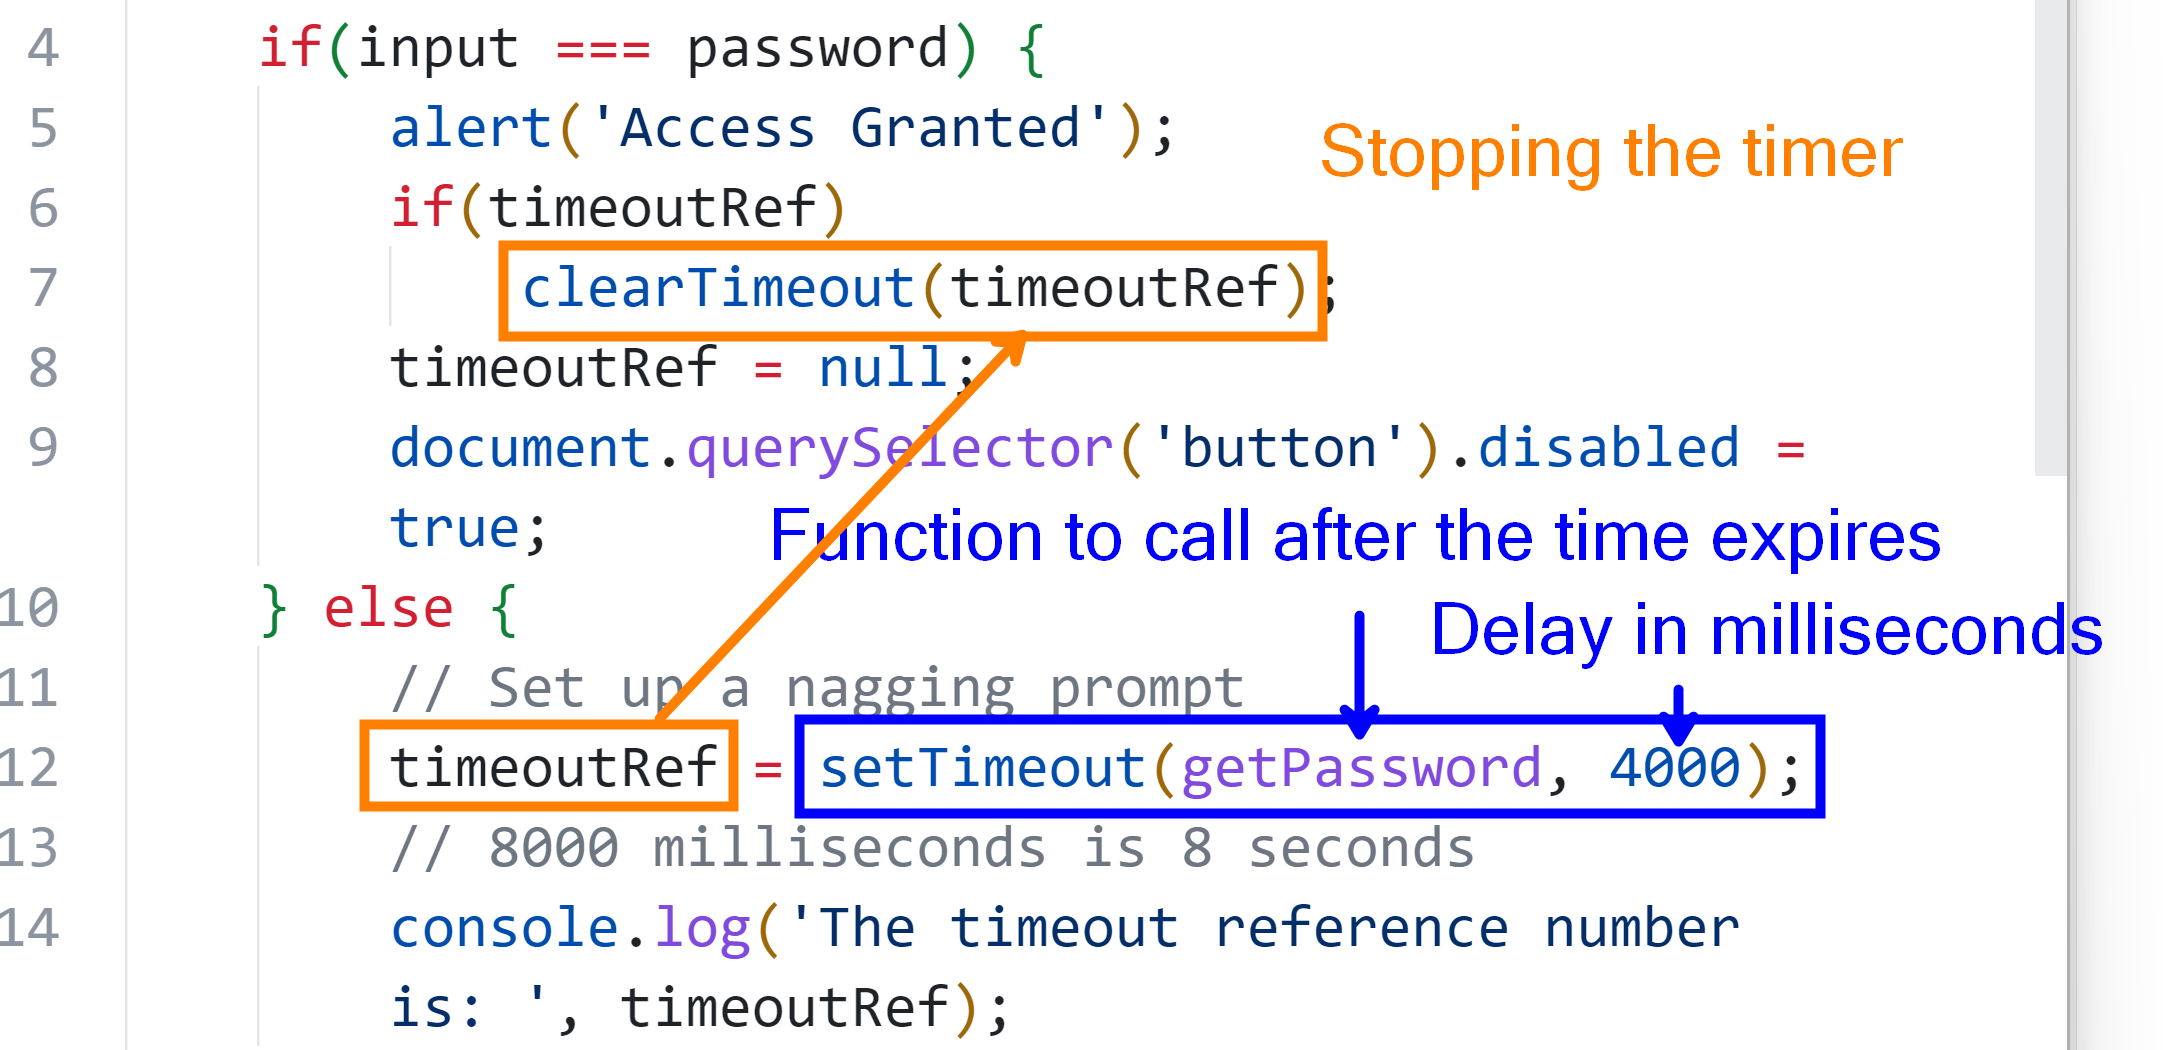 4 if(input === password) {
5 alert('Access Granted');
Stopping the timer
6 if(timeoutRef)
7 clearTimeout(timeoutRef);
8 timeoutRef = null;
9 document.querySelector('button').disabled =
true;
Function to call after the time expires
10 } else {
Delay in milliseconds
11 // Set up a nagging prompt
12 timeoutRef = setTimeout(getPassword, 4000);
13 // 8000 milliseconds is 8 seconds
14 console.log('The timeout reference number
is: ', timeoutRef);